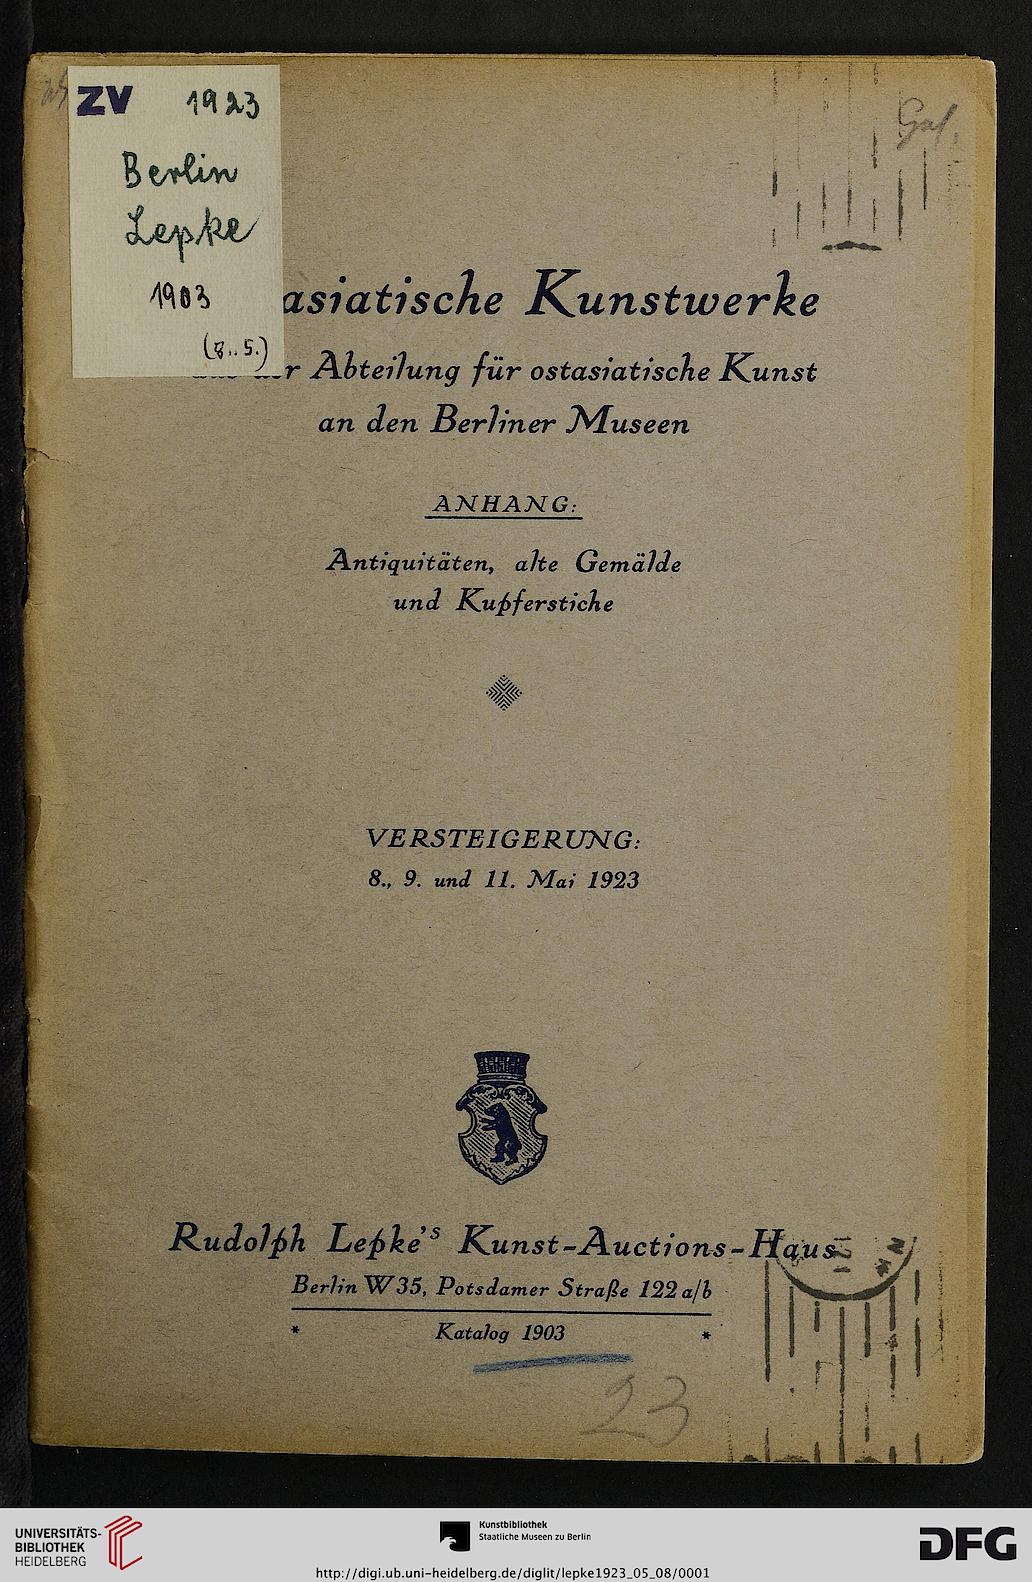 ZV 1923
Berlin
Lepke
1903
(8..5.)
Gal.
asiatische Kunstwerke
der Abteilung für ostasiatische Kunst
an den Berliner Museen
ANHANG:
Antiquitäten, alte Gemälde
und Kupferstiche
VERSTEIGERUNG:
8., 9. und 11. Mai 1923
Rudolph Lepke's Kunst-Auctions-Haus
Berlin W 35, Potsdamer Straße 122 a/b
* Katalog 1903 *
23
UNIVERSITÄTS-
BIBLIOTHEK
HEIDELBERG
Kunstbibliothek
Staatliche Museen zu Berlin
DFG
http://digi.ub.uni-heidelberg.de/diglit/lepke1923_05_08/0001